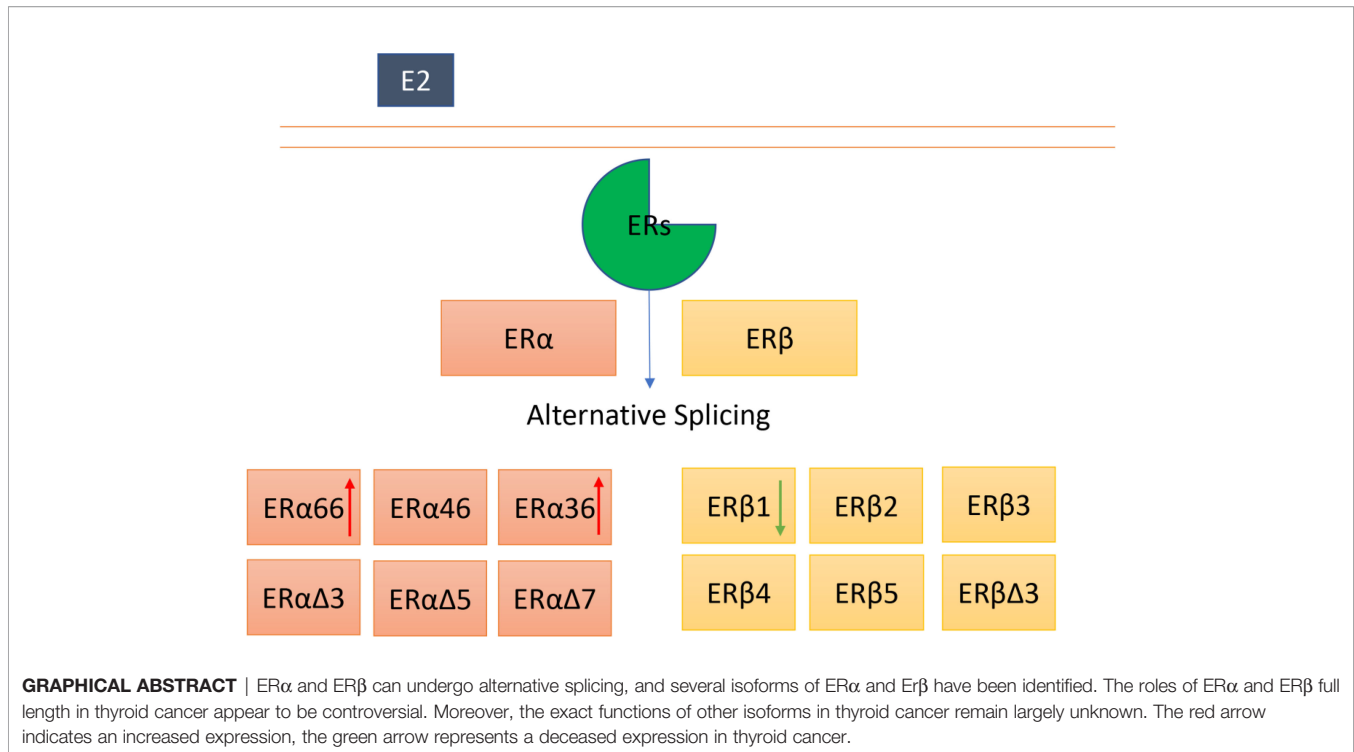 E2
ERs
ERα
ERβ
Alternative Splicing
ERα66
ERα46
ERα36
ERβ1
ERβ2
ERβ3
ERαΔ3
ERαΔ5
ERαΔ7
ERβ4
ERβ5
ERβΔ3
GRAPHICAL ABSTRACT | ERα and ERβ can undergo alternative splicing, and several isoforms of ERα and Erβ have been identified. The roles of ERα and ERβ full
length in thyroid cancer appear to be controversial. Moreover, the exact functions of other isoforms in thyroid cancer remain largely unknown. The red arrow
indicates an increased expression, the green arrow represents a deceased expression in thyroid cancer.